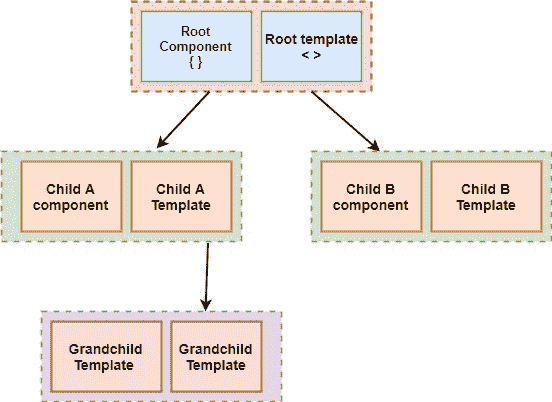 Root
Component
{ }
Root template
< >
Child A
component
Child A
Template
Child B
component
Child B
Template
Grandchild
Template
Grandchild
Template